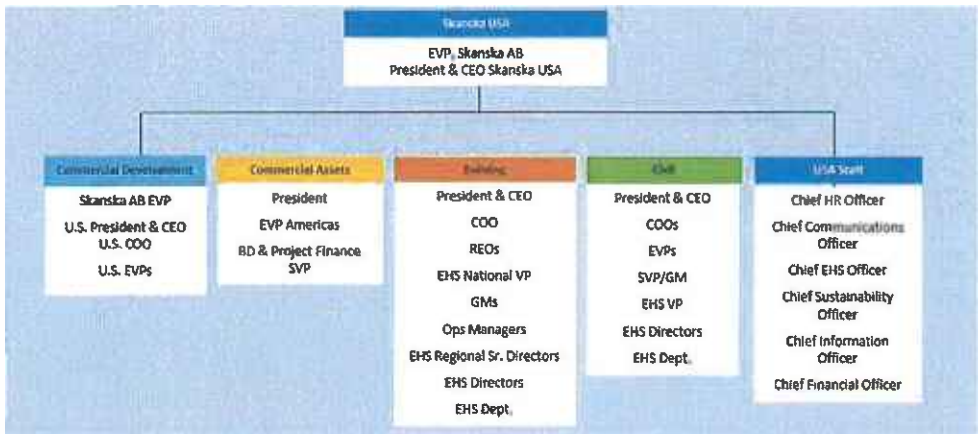 Skanska USA
EVP, Skanska AB
President & CEO Skanska USA
Commercial Development
Skanska AB EVP
U.S. President & CEO
U.S. COO
U.S. EVPs
Commercial Assets
President
EVP Americas
BD & Project Finance
SVP
Building
President & CEO
COO
REOs
EHS National VP
GMs
Ops Managers
EHS Regional Sr. Directors
EHS Directors
EHS Dept.
Civil
President & CEO
COOs
EVPs
SVP/GM
EHS VP
EHS Directors
EHS Dept.
USA Staff
Chief HR Officer
Chief Communications
Officer
Chief EHS Officer
Chief Sustainability
Officer
Chief Information
Officer
Chief Financial Officer